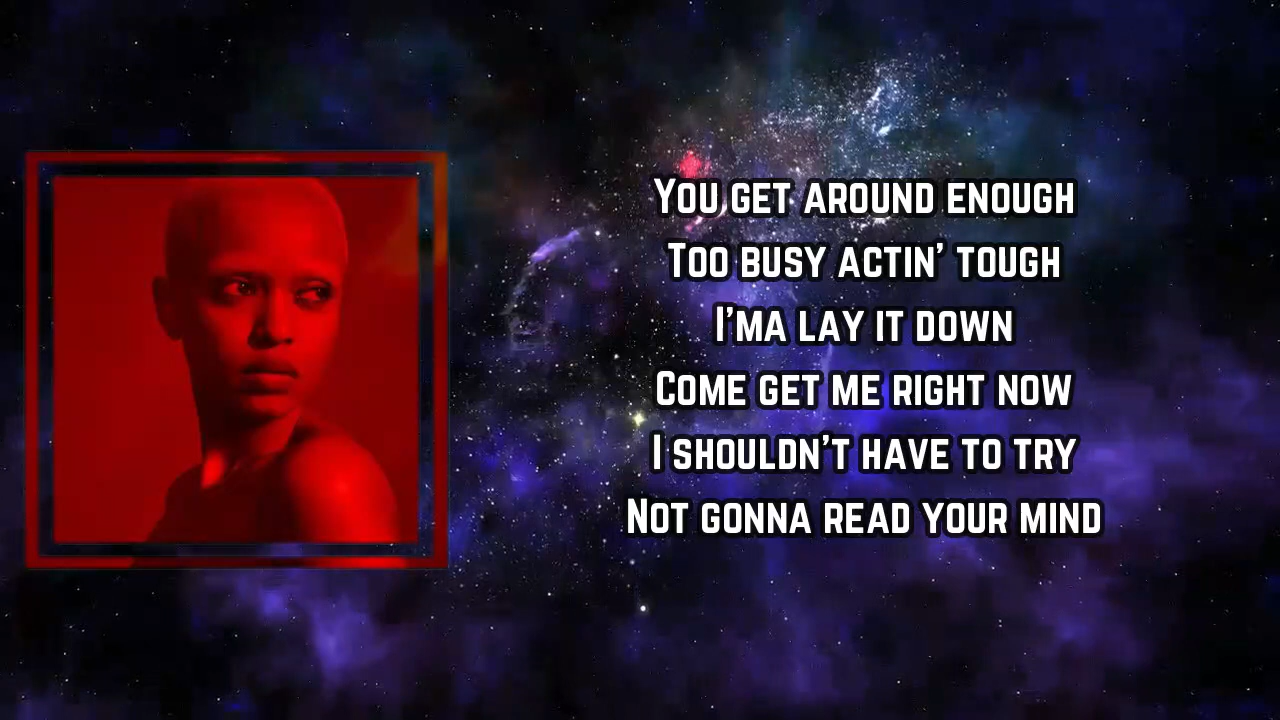 You get around enough
Too busy actin' tough
I'ma lay it down
Come get me right now
I shouldn't have to try
Not gonna read your mind